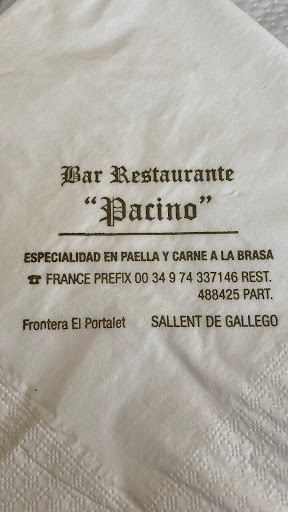 Bar Restaurante
“Pacino”
ESPECIALIDAD EN PAELLA Y CARNE A LA BRASA
☎ FRANCE PREFIX 00 34 9 74 337146 REST.
488425 PART.
Frontera El Portalet SALLENT DE GALLEGO